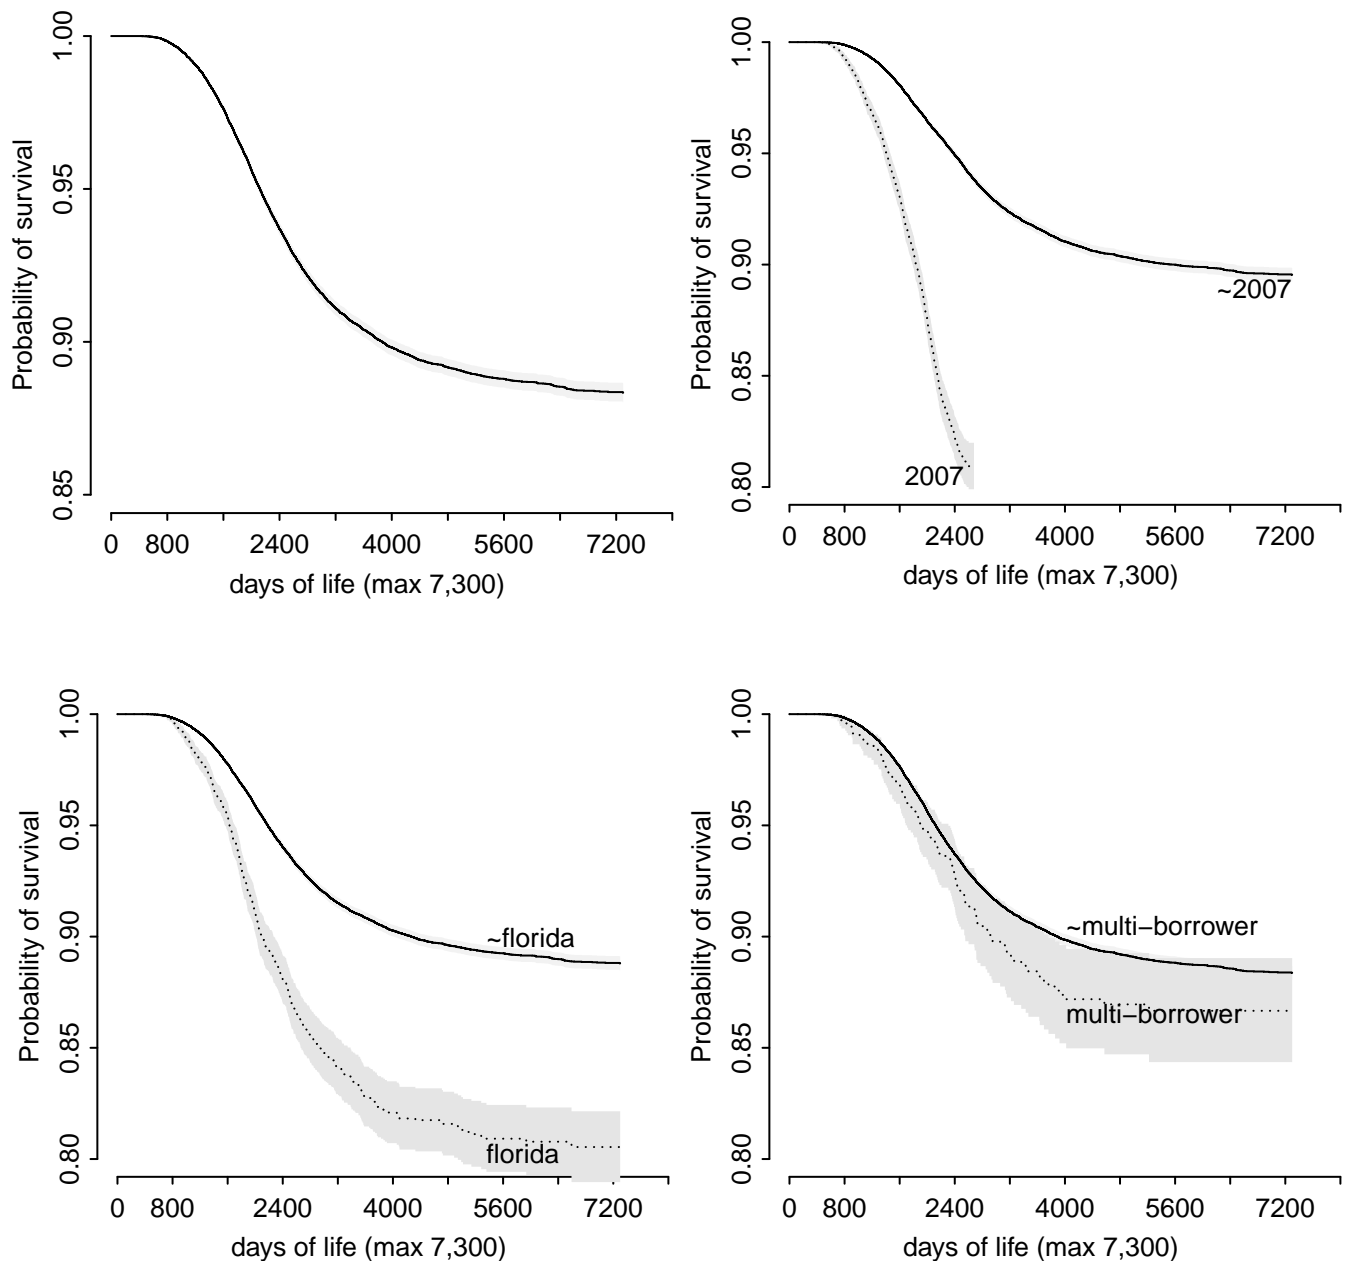 Probability of survival
1.00
0.95
0.90
0.85
0 800 2400 4000 5600 7200
days of life (max 7,300)
Probability of survival
1.00
0.95
0.90
0.85
0.80
~2007
2007
0 800 2400 4000 5600 7200
days of life (max 7,300)
Probability of survival
1.00
0.95
0.90
0.85
0.80
~florida
florida
0 800 2400 4000 5600 7200
days of life (max 7,300)
Probability of survival
1.00
0.95
0.90
0.85
0.80
~multi−borrower
multi−borrower
0 800 2400 4000 5600 7200
days of life (max 7,300)